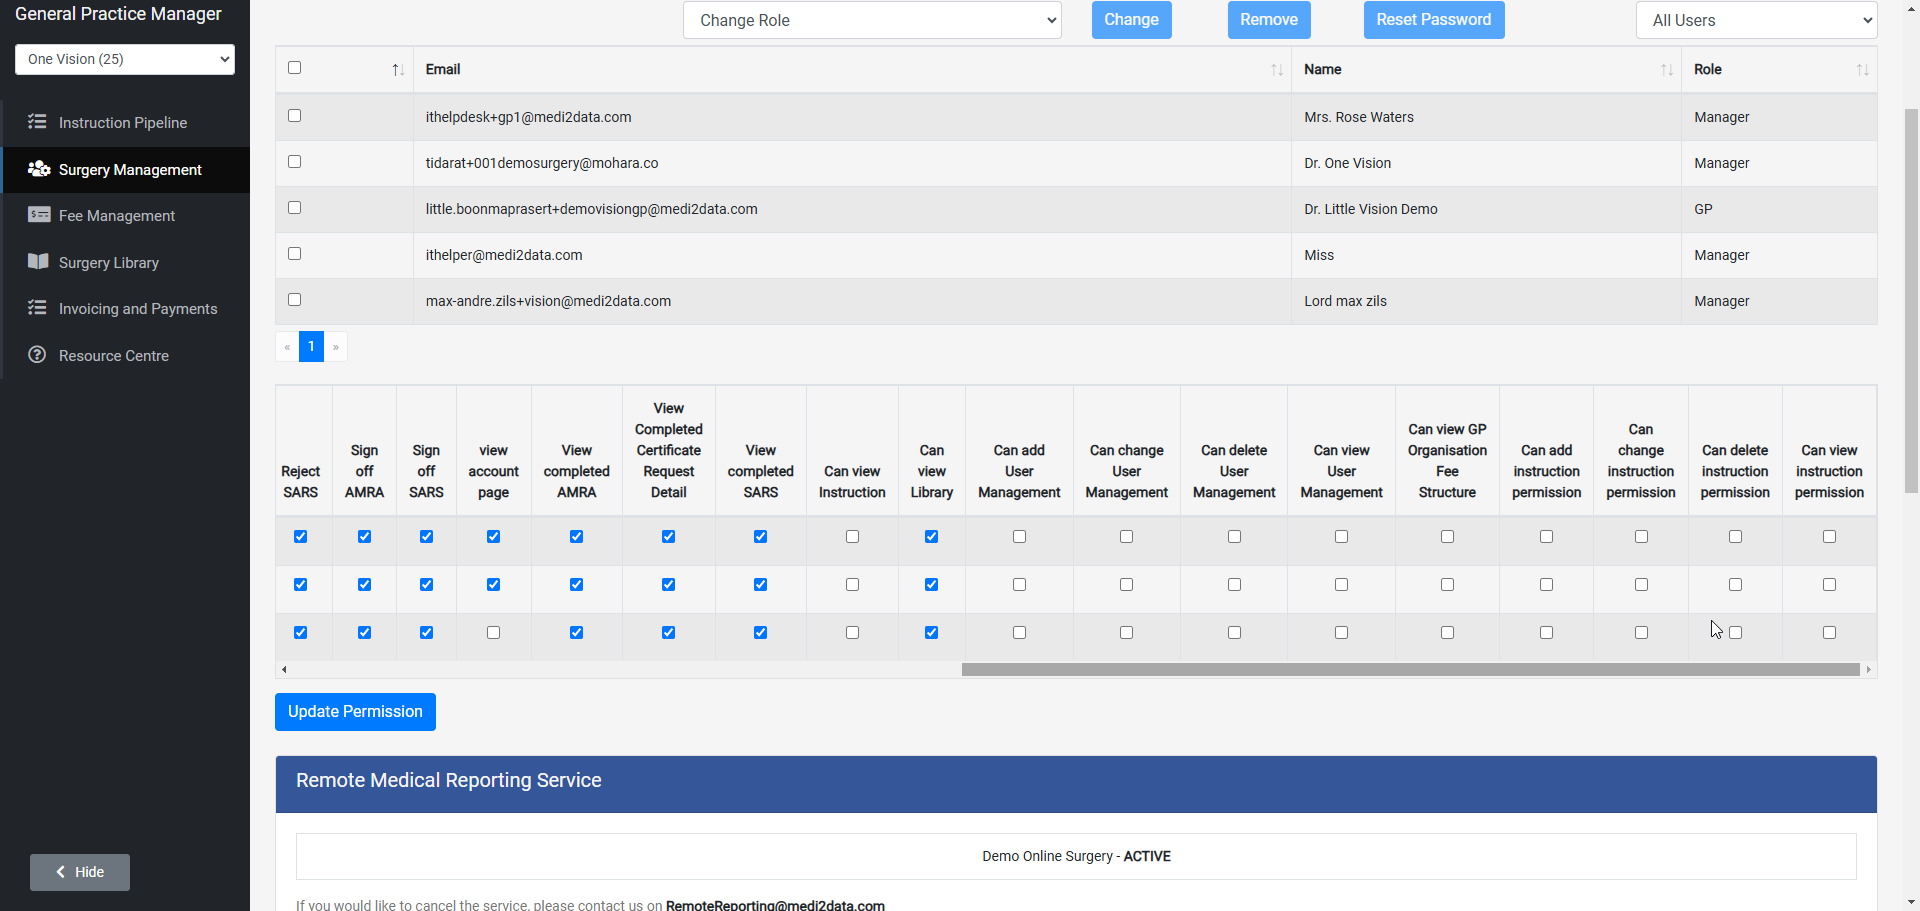 General Practice Manager
One Vision (25)
Instruction Pipeline
Surgery Management
Fee Management
Surgery Library
Invoicing and Payments
Resource Centre
Hide
Change Role
Change
Remove
Reset Password
All Users
Email
Name
Role
ithelpdesk+gp1@medi2data.com
Mrs. Rose Waters
Manager
tidarat+001demosurgery@mohara.co
Dr. One Vision
Manager
little.boonmaprasert+demovisiongp@medi2data.com
Dr. Little Vision Demo
GP
ithelper@medi2data.com
Miss
Manager
max-andre.zils+vision@medi2data.com
Lord max zils
Manager
« 1 »
Reject
SARS
Sign
off
AMRA
Sign
off
SARS
view
account
page
View
completed
AMRA
View
Completed
Certificate
Request
Detail
View
completed
SARS
Can view
Instruction
Can
view
Library
Can add
User
Management
Can change
User
Management
Can delete
User
Management
Can view
User
Management
Can view GP
Organisation
Fee
Structure
Can add
instruction
permission
Can
change
instruction
permission
Can delete
instruction
permission
Can view
instruction
permission
Update Permission
Remote Medical Reporting Service
Demo Online Surgery - ACTIVE
If you would like to cancel the service, please contact us on RemoteReporting@medi2data.com